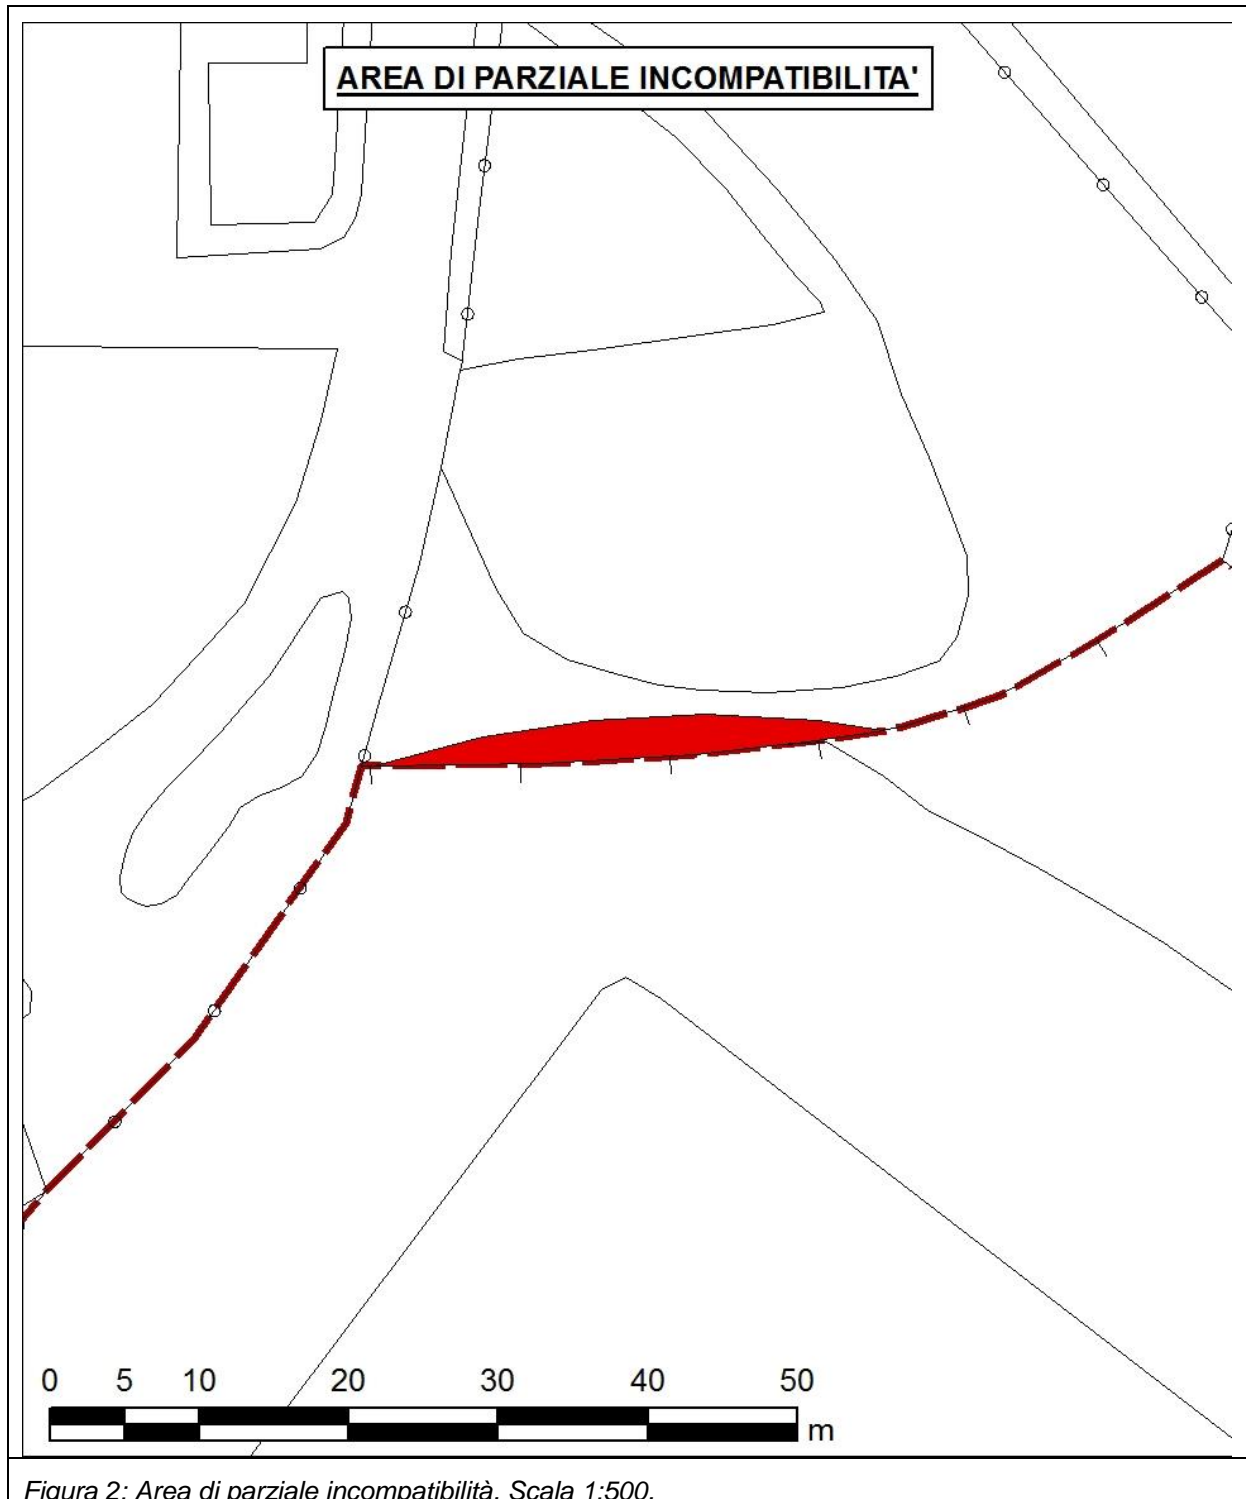 AREA DI PARZIALE INCOMPATIBILITA'
0 5 10 20 30 40 50
m
Figura 2: Area di parziale incompatibilità. Scala 1:500.